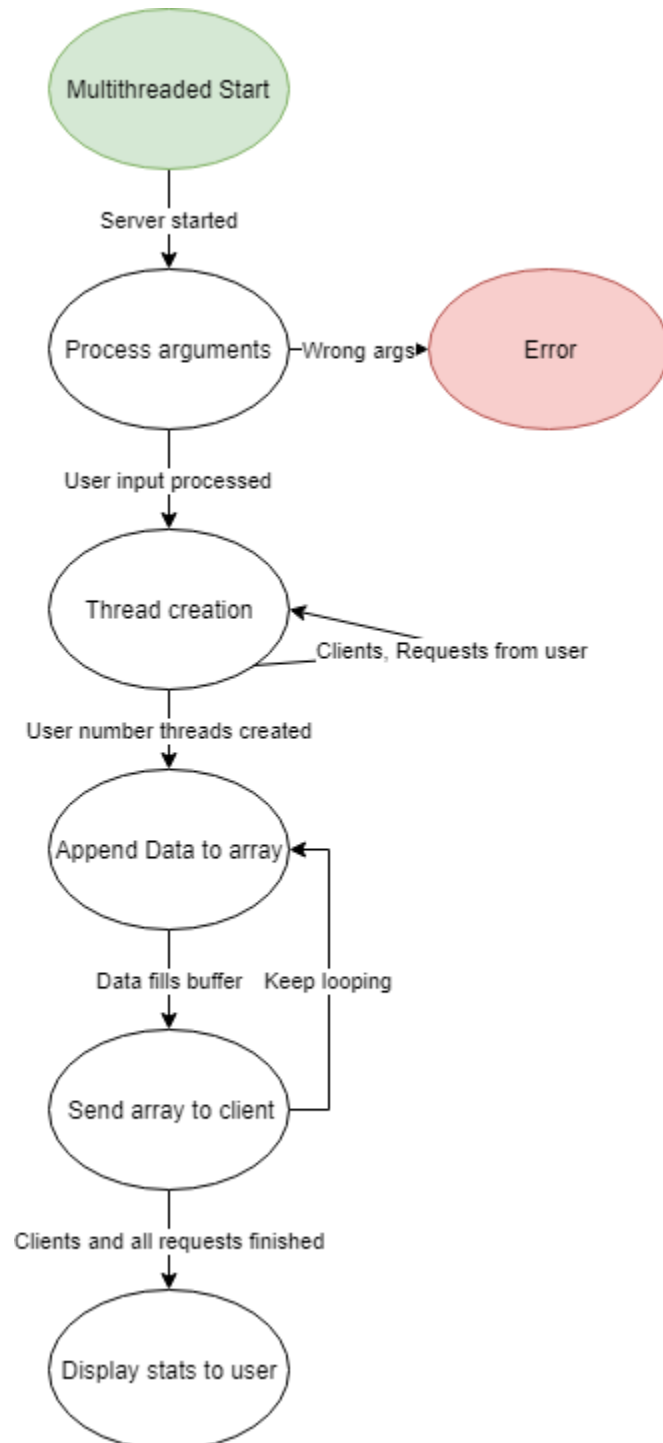 Multithreaded Start
Server started
Process arguments
Wrong args
Error
User input processed
Thread creation
Clients, Requests from user
User number threads created
Append Data to array
Data fills buffer
Keep looping
Send array to client
Clients and all requests finished
Display stats to user